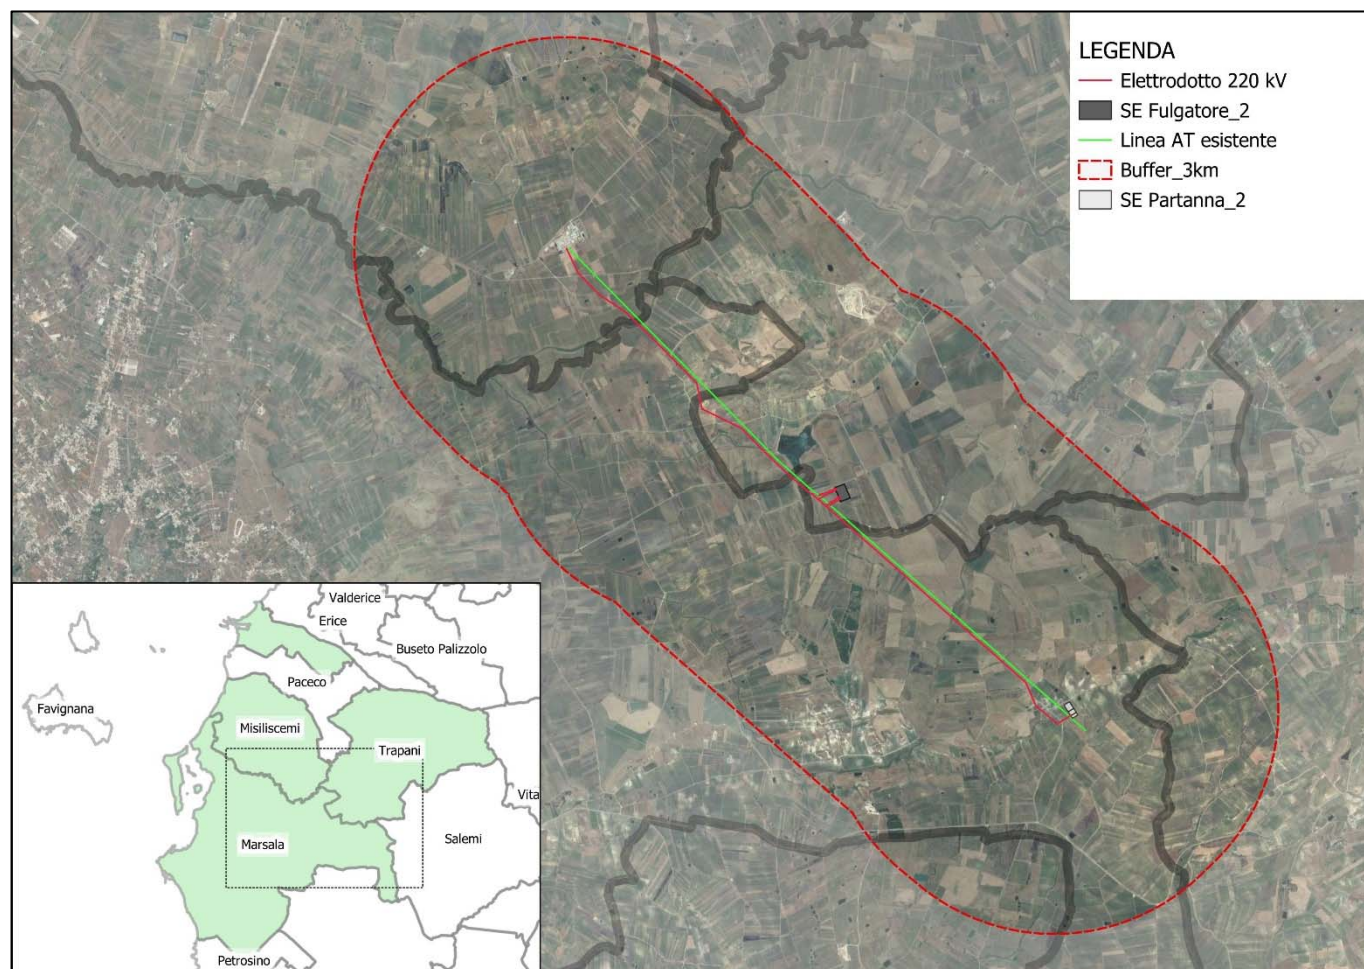 LEGENDA
Elettrodotto 220 kV
SE Fulgatore_2
Linea AT esistente
Buffer_3km
SE Partanna_2
Valderice
Erice
Buseto Palizzolo
Paceco
Favignana
Misiliscemi
Trapani
Vita
Marsala
Salemi
Petrosino